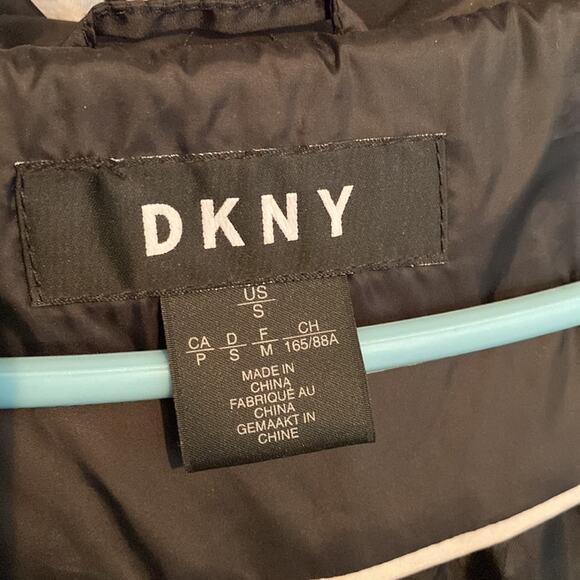 DKNY
US
S
CA D F CH
P S M 165/88A
MADE IN
CHINA
FABRIQUÉ AU
CHINA
GEMAAKT IN
CHINE